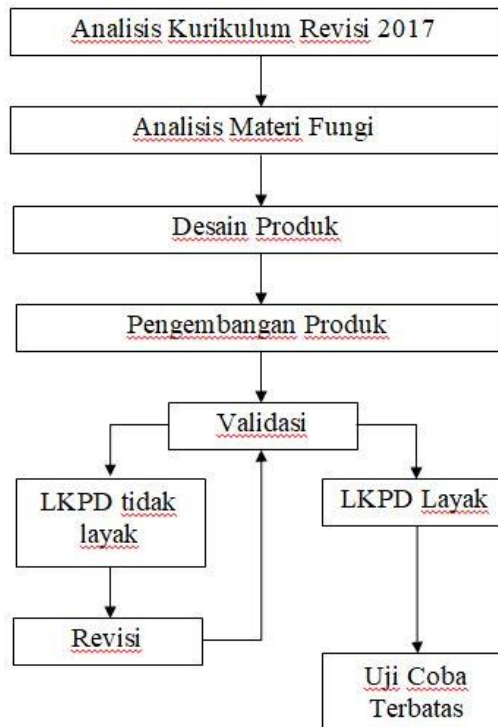 Analisis Kurikulum Revisi 2017
Analisis Materi Fungi
Desain Produk
Pengembangan Produk
Validasi
LKPD tidak
layak
LKPD Layak
Revisi
Uji Coba
Terbatas